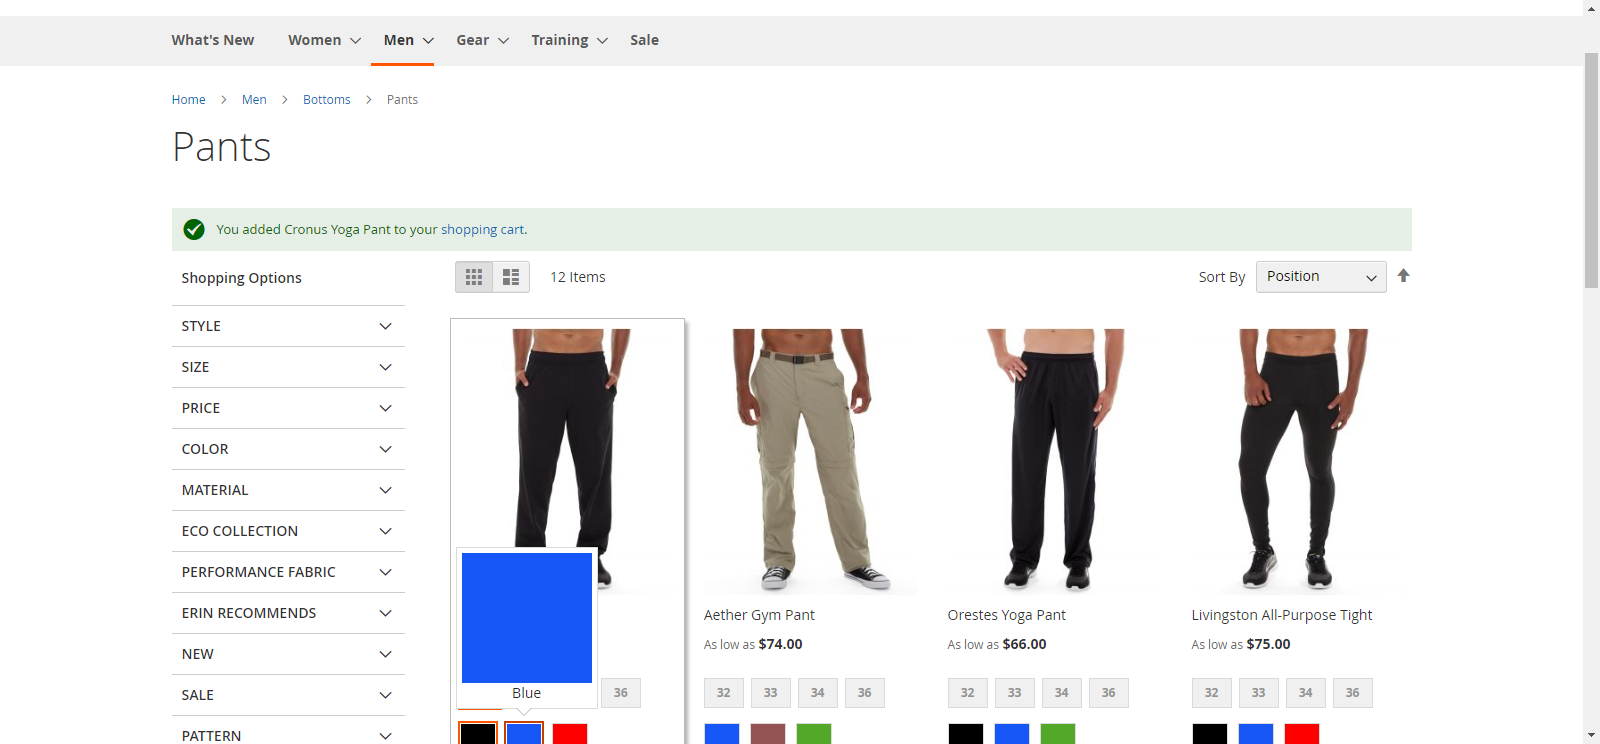 What's New Women Men Gear Training Sale
Home Men Bottoms Pants
Pants
You added Cronus Yoga Pant to your shopping cart.
Shopping Options
12 Items
Sort By Position
STYLE
SIZE
PRICE
COLOR
MATERIAL
ECO COLLECTION
PERFORMANCE FABRIC
ERIN RECOMMENDS
NEW
SALE
PATTERN
Blue
36
Aether Gym Pant
As low as $74.00
32 33 34 36
Orestes Yoga Pant
As low as $66.00
32 33 34 36
Livingston All-Purpose Tight
As low as $75.00
32 33 34 36